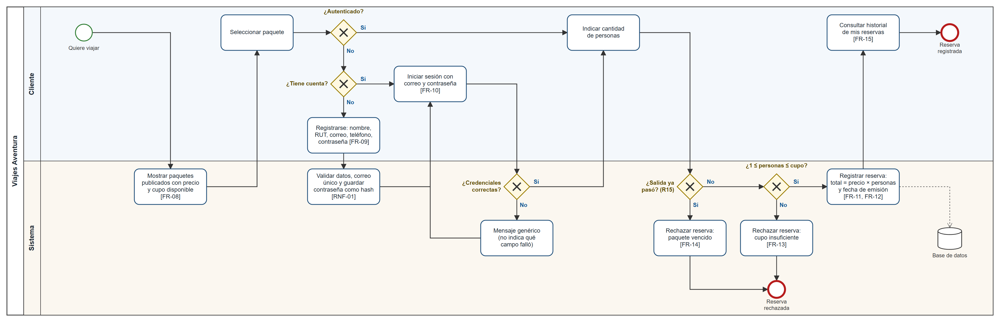 Viajes Aventura
Cliente
Quiere viajar
Seleccionar paquete
¿Autenticado?
Sí
No
¿Tiene cuenta?
Sí
No
Iniciar sesión con
correo y contraseña
[FR-10]
Registrarse: nombre,
RUT, correo, teléfono,
contraseña [FR-09]
Indicar cantidad
de personas
Consultar historial
de mis reservas
[FR-15]
Reserva
registrada
Sistema
Mostrar paquetes
publicados con precio
y cupo disponible
[FR-08]
Validar datos, correo
único y guardar
contraseña como hash
[RNF-01]
¿Credenciales
correctas?
Sí
No
Mensaje genérico
(no indica qué
campo falló)
¿Salida ya
pasó? (R15)
No
Sí
Rechazar reserva:
paquete vencido
[FR-14]
¿1 ≤ personas ≤ cupo?
Sí
No
Rechazar reserva:
cupo insuficiente
[FR-13]
Registrar reserva:
total = precio × personas
y fecha de emisión
[FR-11, FR-12]
Base de datos
Reserva
rechazada